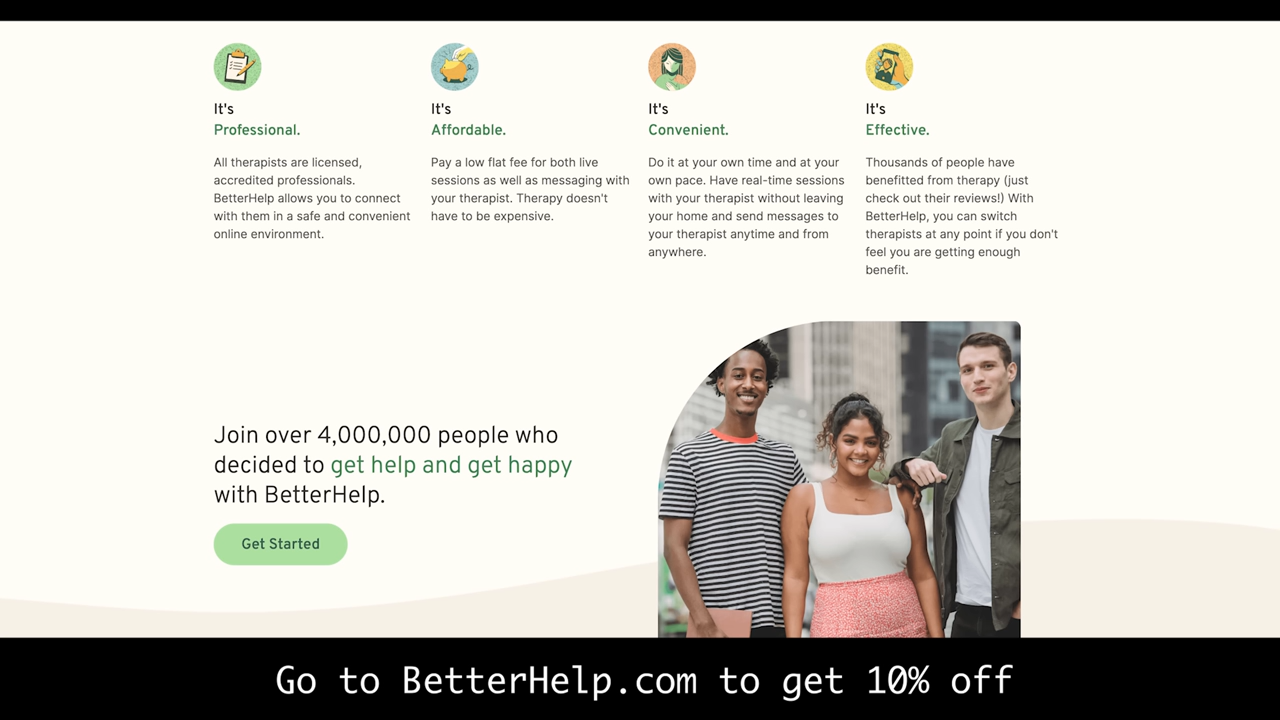 It's
Professional.
All therapists are licensed,
accredited professionals.
BetterHelp allows you to connect
with them in a safe and convenient
online environment.
It's
Affordable.
Pay a low flat fee for both live
sessions as well as messaging with
your therapist. Therapy doesn't
have to be expensive.
It's
Convenient.
Do it at your own time and at your
own pace. Have real-time sessions
with your therapist without leaving
your home and send messages to
your therapist anytime and from
anywhere.
It's
Effective.
Thousands of people have
benefitted from therapy (just
check out their reviews!) With
BetterHelp, you can switch
therapists at any point if you don't
feel you are getting enough
benefit.
Join over 4,000,000 people who
decided to get help and get happy
with BetterHelp.
Get Started
Go to BetterHelp.com to get 10% off